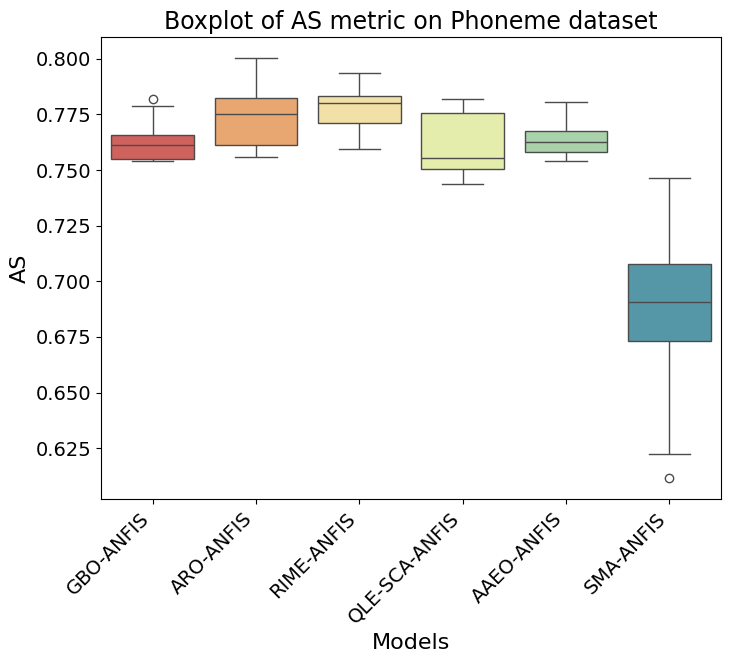 Boxplot of AS metric on Phoneme dataset
AS
0.800
0.775
0.750
0.725
0.700
0.675
0.650
0.625
GBO-ANFIS
ARO-ANFIS
RIME-ANFIS
QLE-SCA-ANFIS
AAEO-ANFIS
SMA-ANFIS
Models